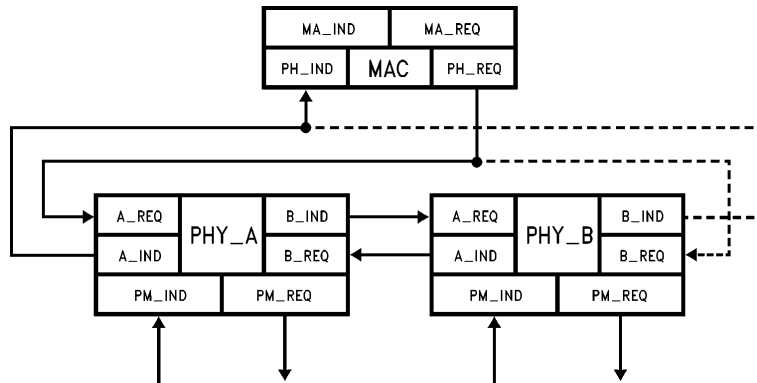 MA_IND MA_REQ
PH_IND MAC PH_REQ
A_REQ PHY_A B_IND
A_IND B_REQ
PM_IND PM_REQ
A_REQ PHY_B B_IND
A_IND B_REQ
PM_IND PM_REQ